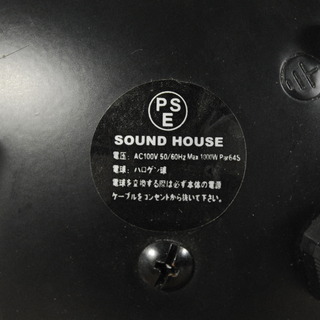 PS
E
SOUND HOUSE
電圧: AC100V 50/60Hz Max 1000W Par64S
電球: ハロゲン球
電球を交換する際は必ず本体の電源
ケーブルをコンセントから抜いて下さい。